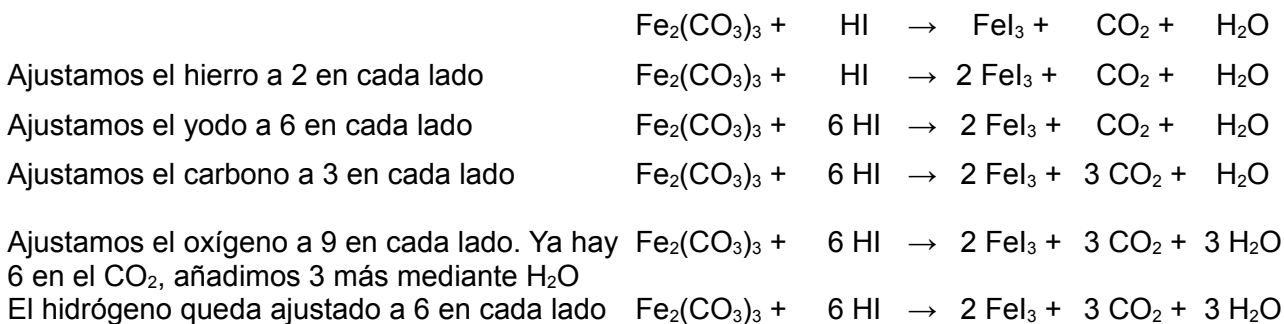 Fe₂(CO₃)₃ + HI → FeI₃ + CO₂ + H₂O
Ajustamos el hierro a 2 en cada lado Fe₂(CO₃)₃ + HI → 2 FeI₃ + CO₂ + H₂O
Ajustamos el yodo a 6 en cada lado Fe₂(CO₃)₃ + 6 HI → 2 FeI₃ + CO₂ + H₂O
Ajustamos el carbono a 3 en cada lado Fe₂(CO₃)₃ + 6 HI → 2 FeI₃ + 3 CO₂ + H₂O
Ajustamos el oxígeno a 9 en cada lado. Ya hay Fe₂(CO₃)₃ + 6 HI → 2 FeI₃ + 3 CO₂ + 3 H₂O
6 en el CO₂, añadimos 3 más mediante H₂O
El hidrógeno queda ajustado a 6 en cada lado Fe₂(CO₃)₃ + 6 HI → 2 FeI₃ + 3 CO₂ + 3 H₂O